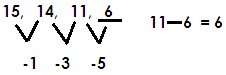 15, 14, 11, 6
11—6 = 6
-1 -3 -5